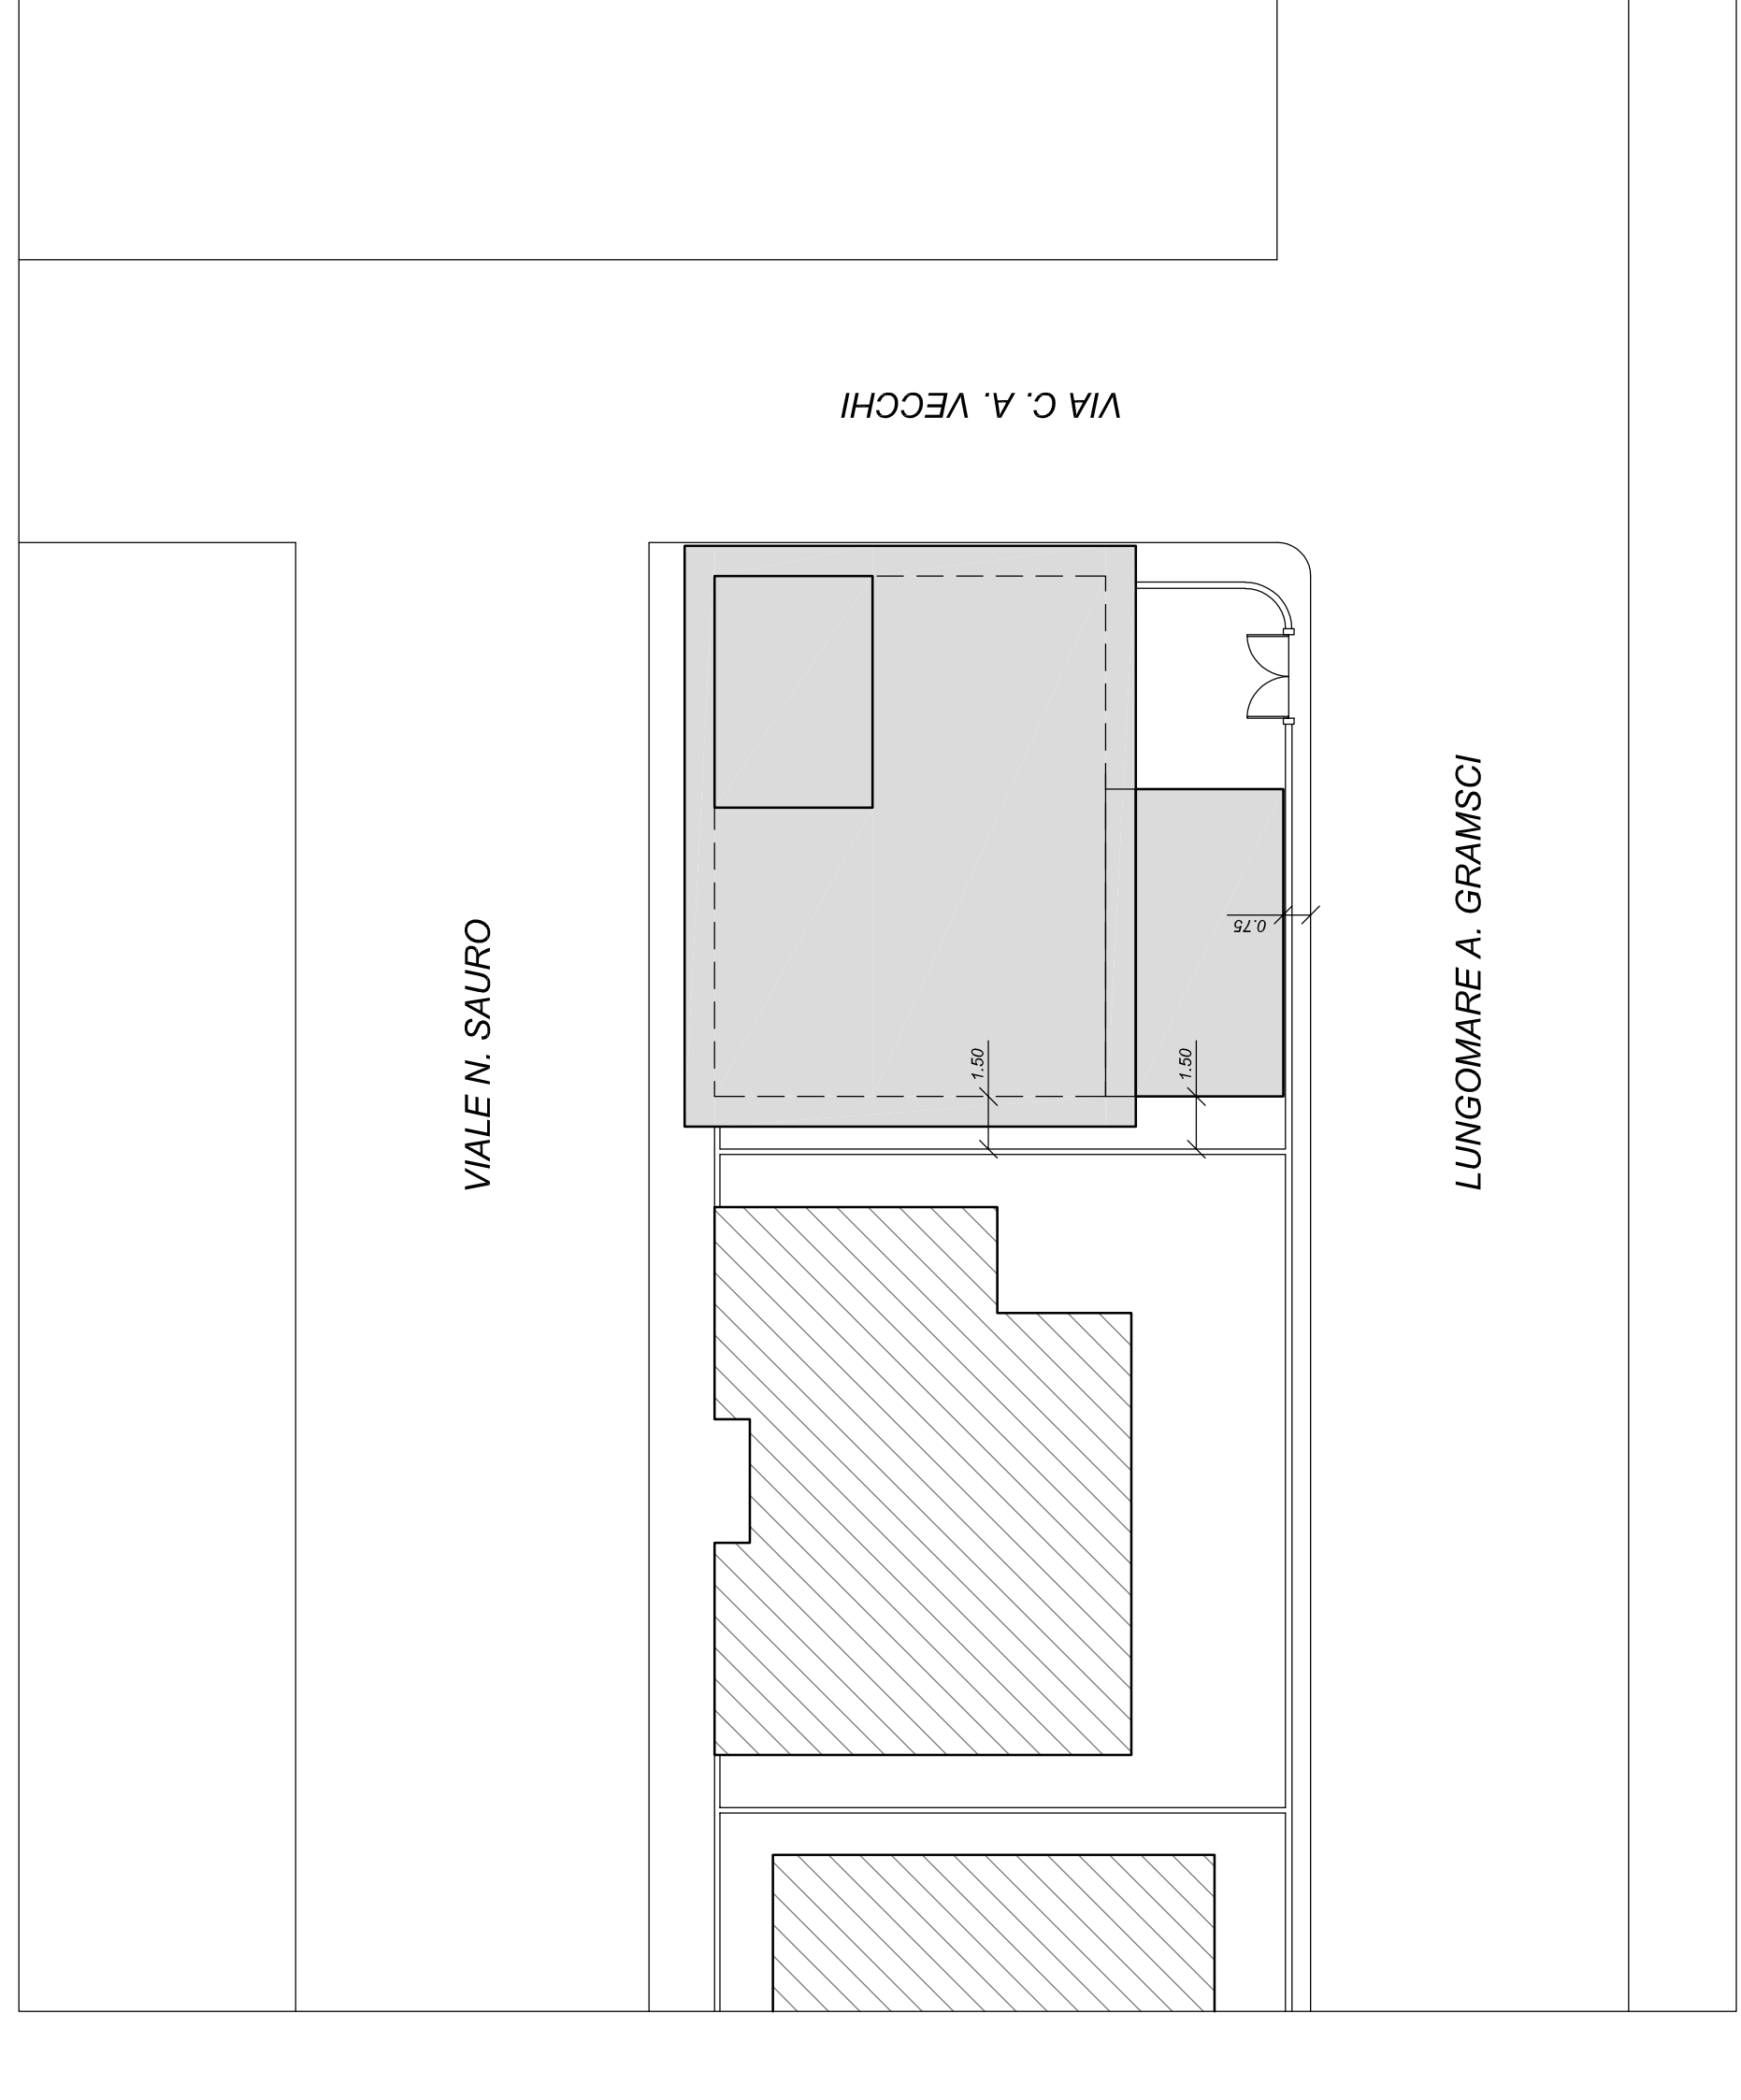 VIA C. A. VECCHI
VIALE N. SAURO
LUNGOMARE A. GRAMSCI
0.75
1.50
1.50